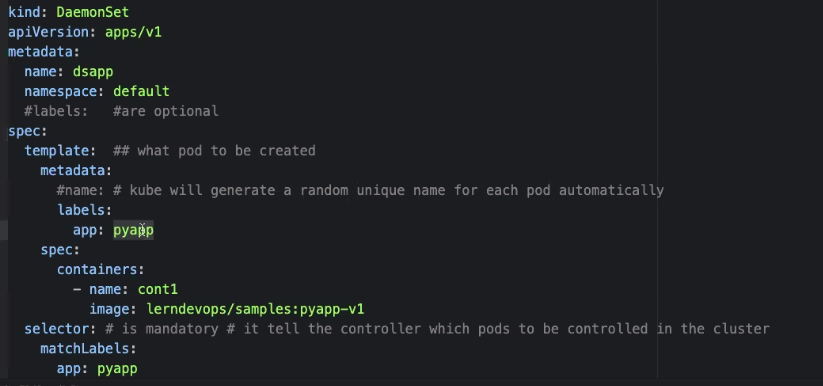 kind: DaemonSet
apiVersion: apps/v1
metadata:
  name: dsapp
  namespace: default
  #labels:   #are optional
spec:
  template:  ## what pod to be created
    metadata:
      #name: # kube will generate a random unique name for each pod automatically
      labels:
        app: pyapp
    spec:
      containers:
        - name: cont1
          image: lerndevops/samples:pyapp-v1
  selector: # is mandatory # it tell the controller which pods to be controlled in the cluster
    matchLabels:
      app: pyapp